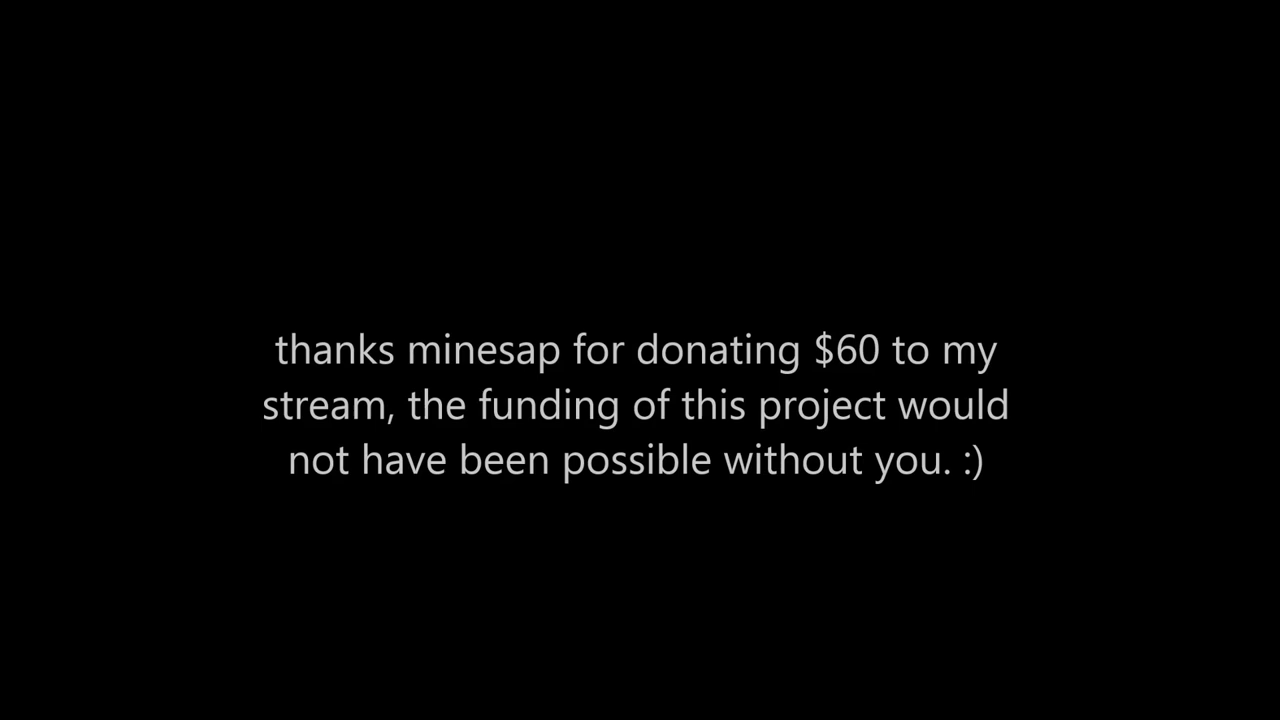 thanks minesap for donating $60 to my
stream, the funding of this project would
not have been possible without you. :)